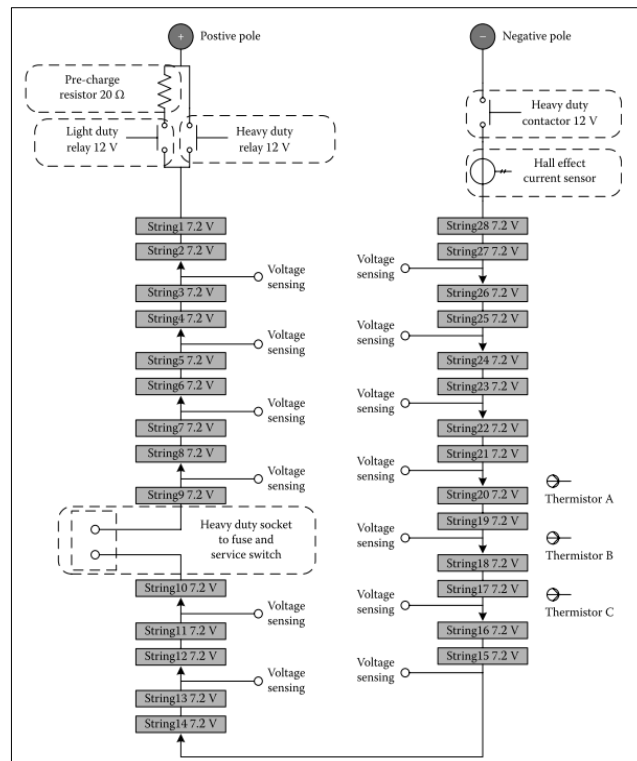 +
Postive pole
Pre-charge
resistor 20 Ω
Light duty
relay 12 V
Heavy duty
relay 12 V
String1 7.2 V
String2 7.2 V
Voltage
sensing
String3 7.2 V
String4 7.2 V
Voltage
sensing
String5 7.2 V
String6 7.2 V
Voltage
sensing
String7 7.2 V
String8 7.2 V
Voltage
sensing
String9 7.2 V
Heavy duty socket
to fuse and
service switch
String10 7.2 V
Voltage
sensing
String11 7.2 V
String12 7.2 V
Voltage
sensing
String13 7.2 V
String14 7.2 V
−
Negative pole
Heavy duty
contactor 12 V
Hall effect
current sensor
String28 7.2 V
String27 7.2 V
Voltage
sensing
String26 7.2 V
String25 7.2 V
Voltage
sensing
String24 7.2 V
String23 7.2 V
Voltage
sensing
String22 7.2 V
String21 7.2 V
Voltage
sensing
String20 7.2 V
Thermistor A
String19 7.2 V
Voltage
sensing
Thermistor B
String18 7.2 V
String17 7.2 V
Voltage
sensing
Thermistor C
String16 7.2 V
String15 7.2 V
Voltage
sensing